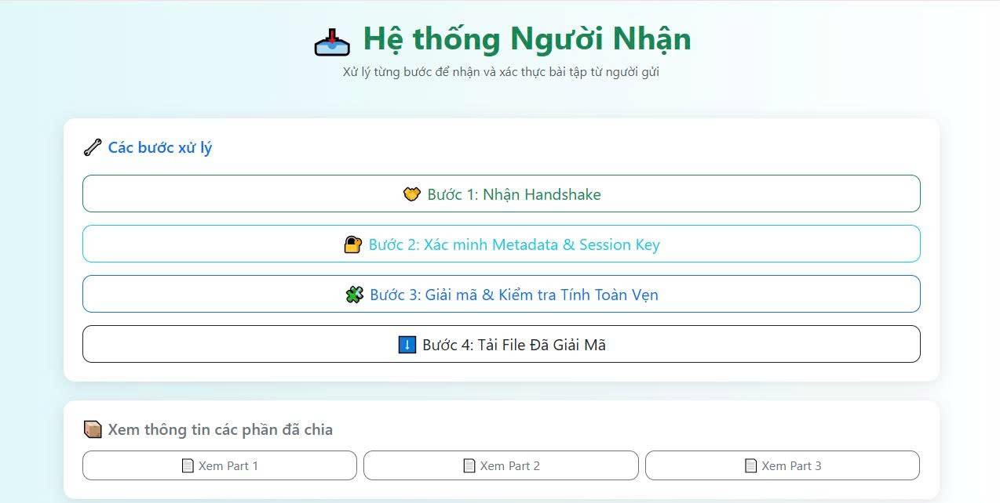 Hệ thống Người Nhận
Xử lý từng bước để nhận và xác thực bài tập từ người gửi
Các bước xử lý
Bước 1: Nhận Handshake
Bước 2: Xác minh Metadata & Session Key
Bước 3: Giải mã & Kiểm tra Tính Toàn Vẹn
Bước 4: Tải File Đã Giải Mã
Xem thông tin các phần đã chia
Xem Part 1
Xem Part 2
Xem Part 3